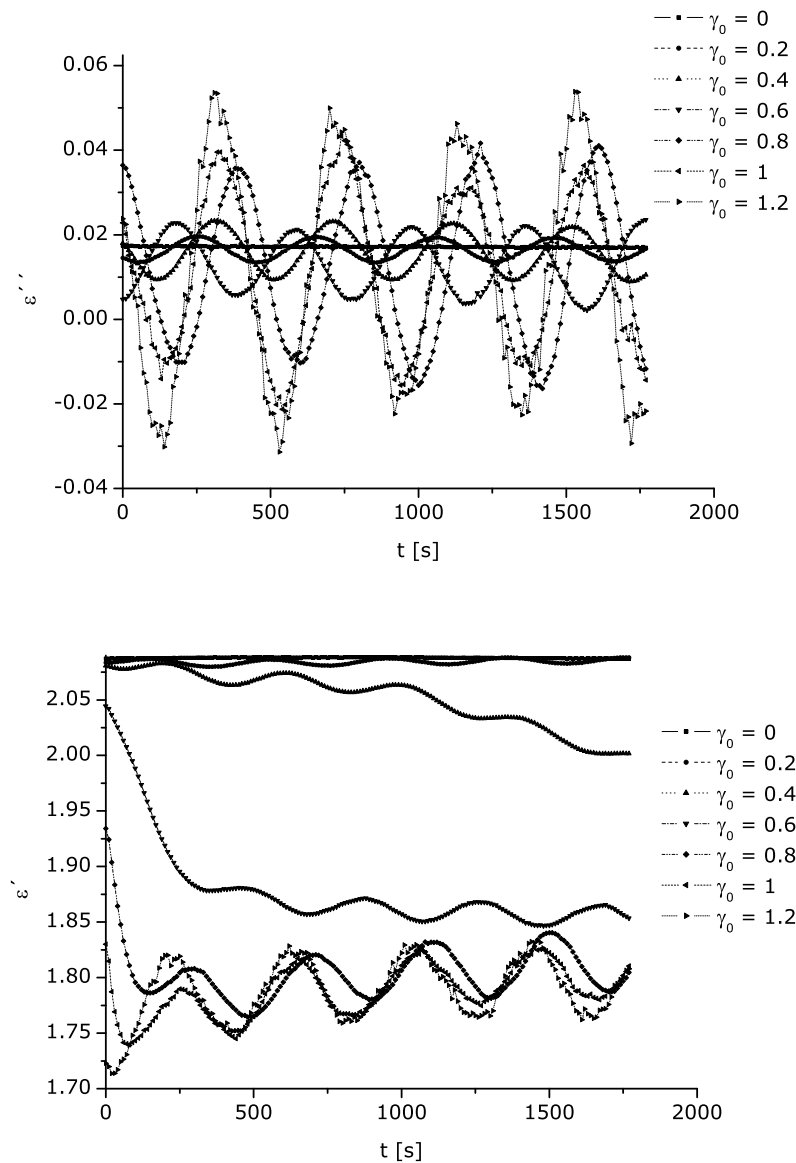 γ0 = 0
γ0 = 0.2
γ0 = 0.4
γ0 = 0.6
γ0 = 0.8
γ0 = 1
γ0 = 1.2
0.06
0.04
0.02
0.00
-0.02
-0.04
ε´´
0 500 1000 1500 2000
t [s]
2.05
2.00
1.95
1.90
1.85
1.80
1.75
1.70
ε´
γ0 = 0
γ0 = 0.2
γ0 = 0.4
γ0 = 0.6
γ0 = 0.8
γ0 = 1
γ0 = 1.2
0 500 1000 1500 2000
t [s]